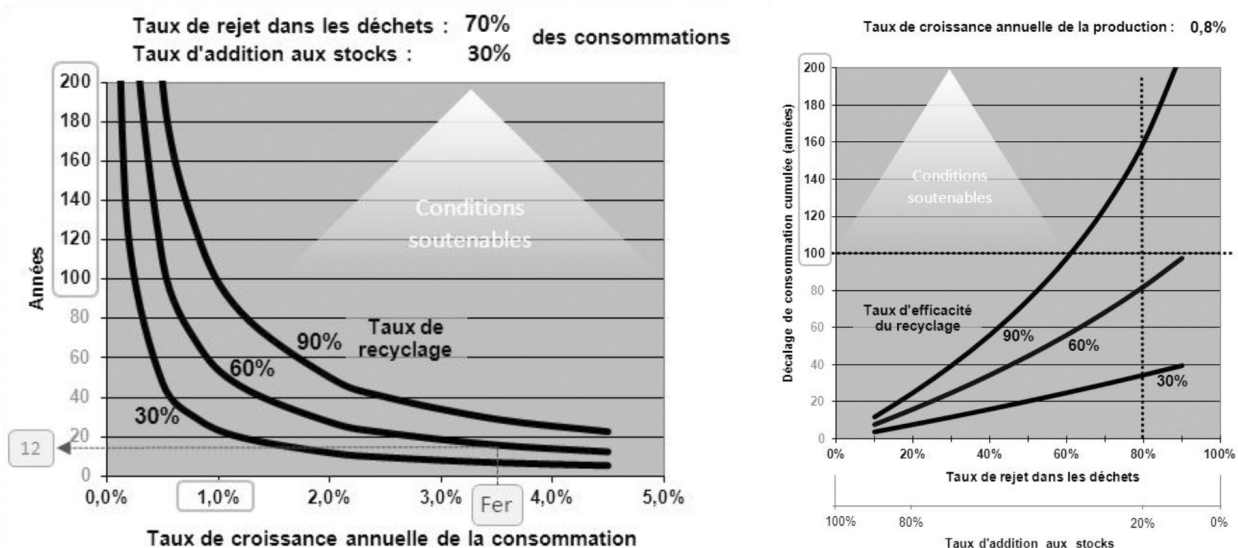 Taux de rejet dans les déchets : 70%
Taux d'addition aux stocks : 30%
des consommations
200
180
160
140
120
100
80
60
40
20
0
Années
12
Conditions
soutenables
Taux de
recyclage
90%
60%
30%
0,0%
1,0%
2,0%
3,0%
Fer
4,0%
5,0%
Taux de croissance annuelle de la consommation
Taux de croissance annuelle de la production : 0,8%
200
180
160
140
120
100
80
60
40
20
0
Décalage de consommation cumulée (années)
Conditions
soutenables
Taux d'efficacité
du recyclage
90%
60%
30%
0%
20%
40%
60%
80%
100%
Taux de rejet dans les déchets
100%
80%
20%
0%
Taux d'addition aux stocks